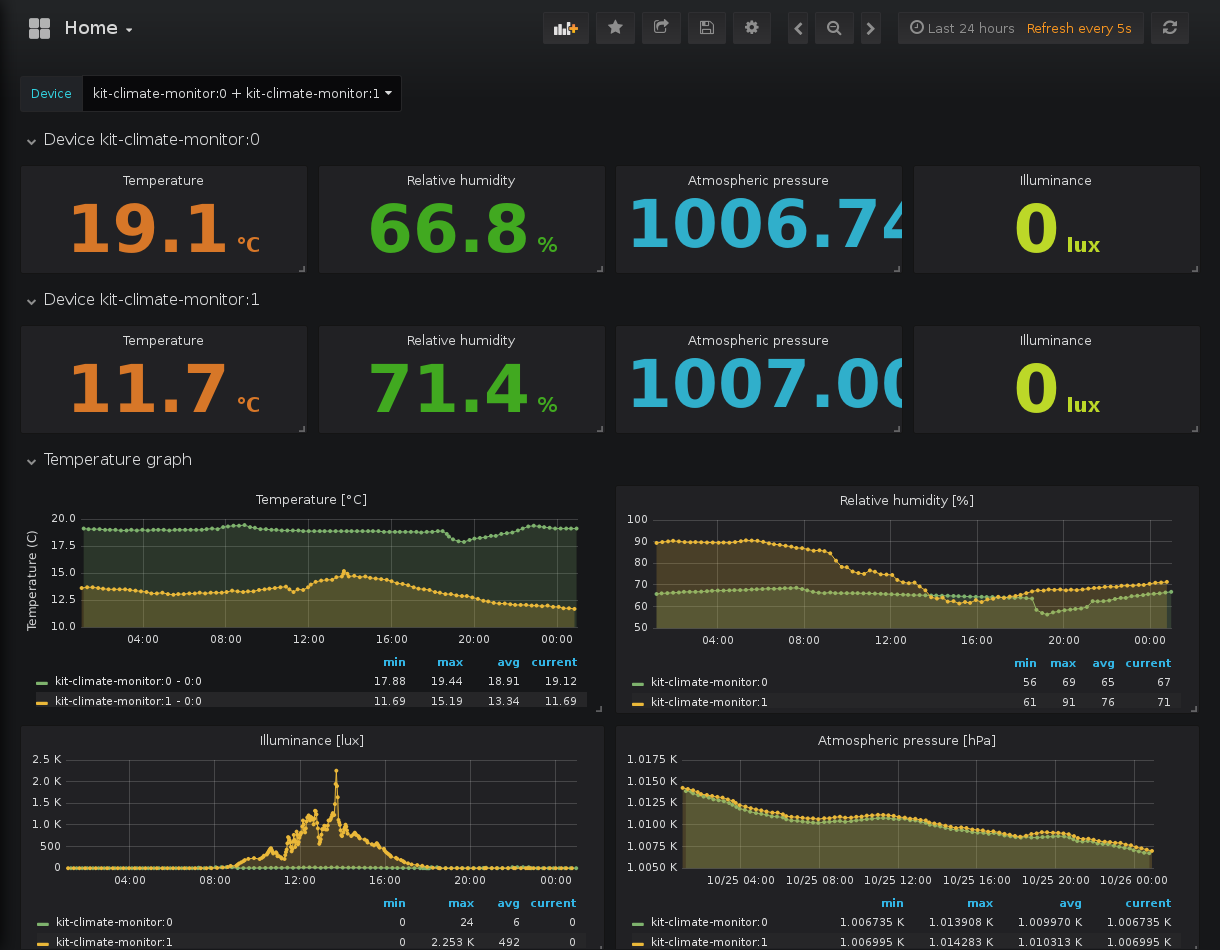 Home
Last 24 hours Refresh every 5s
Device kit-climate-monitor:0 + kit-climate-monitor:1
Device kit-climate-monitor:0
Temperature Relative humidity Atmospheric pressure Illuminance
19.1 °C 66.8 % 1006.74 0 lux
Device kit-climate-monitor:1
Temperature Relative humidity Atmospheric pressure Illuminance
11.7 °C 71.4 % 1007.00 0 lux
Temperature graph
Temperature [°C]
Temperature (C)
20.0
17.5
15.0
12.5
10.0
04:00 08:00 12:00 16:00 20:00 00:00
min max avg current
kit-climate-monitor:0 - 0:0 17.88 19.44 18.91 19.12
kit-climate-monitor:1 - 0:0 11.69 15.19 13.34 11.69
Relative humidity [%]
100
90
80
70
60
50
04:00 08:00 12:00 16:00 20:00 00:00
min max avg current
kit-climate-monitor:0 56 69 65 67
kit-climate-monitor:1 61 91 76 71
Illuminance [lux]
2.5 K
2.0 K
1.5 K
1.0 K
500
0
04:00 08:00 12:00 16:00 20:00 00:00
min max avg current
kit-climate-monitor:0 0 24 6 0
kit-climate-monitor:1 0 2.253 K 492 0
Atmospheric pressure [hPa]
1.0175 K
1.0150 K
1.0125 K
1.0100 K
1.0075 K
1.0050 K
10/25 04:00 10/25 08:00 10/25 12:00 10/25 16:00 10/25 20:00 10/26 00:00
min max avg current
kit-climate-monitor:0 1.006735 K 1.013908 K 1.009970 K 1.006735 K
kit-climate-monitor:1 1.006995 K 1.014283 K 1.010313 K 1.006995 K